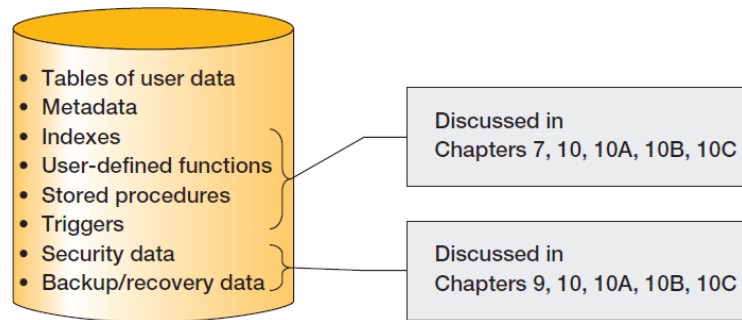 • Tables of user data
• Metadata
• Indexes
• User-defined functions
• Stored procedures
• Triggers
• Security data
• Backup/recovery data
Discussed in
Chapters 7, 10, 10A, 10B, 10C
Discussed in
Chapters 9, 10, 10A, 10B, 10C